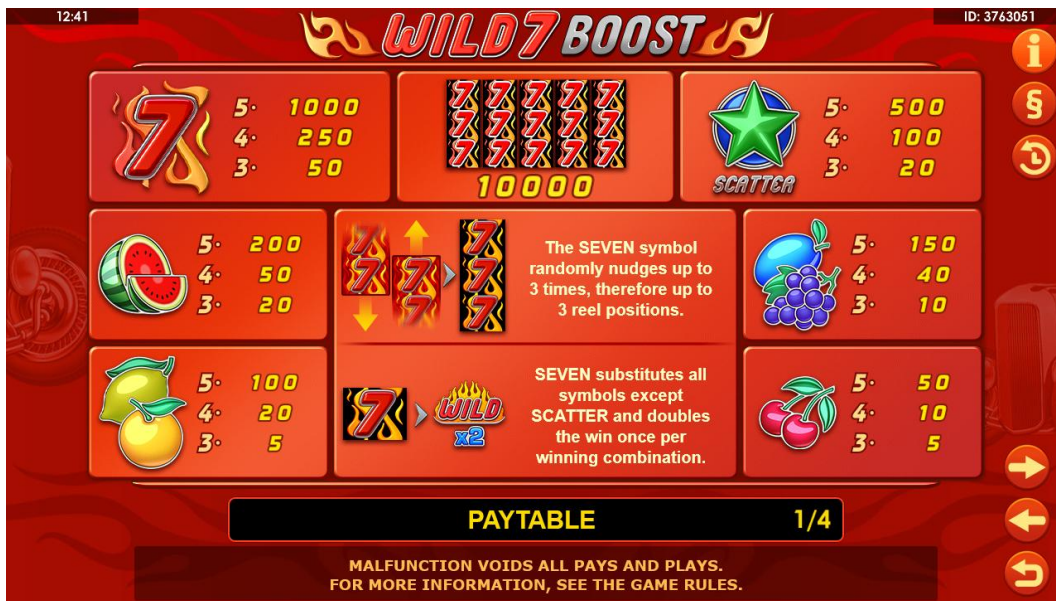 12:41
ID: 3763051
WILD 7 BOOST
5· 1000
4· 250
3· 50
10000
5· 500
4· 100
3· 20
SCATTER
5· 200
4· 50
3· 20
The SEVEN symbol
randomly nudges up to
3 times, therefore up to
3 reel positions.
5· 150
4· 40
3· 10
5· 100
4· 20
3· 5
WILD
x2
SEVEN substitutes all
symbols except
SCATTER and doubles
the win once per
winning combination.
5· 50
4· 10
3· 5
PAYTABLE 1/4
MALFUNCTION VOIDS ALL PAYS AND PLAYS.
FOR MORE INFORMATION, SEE THE GAME RULES.